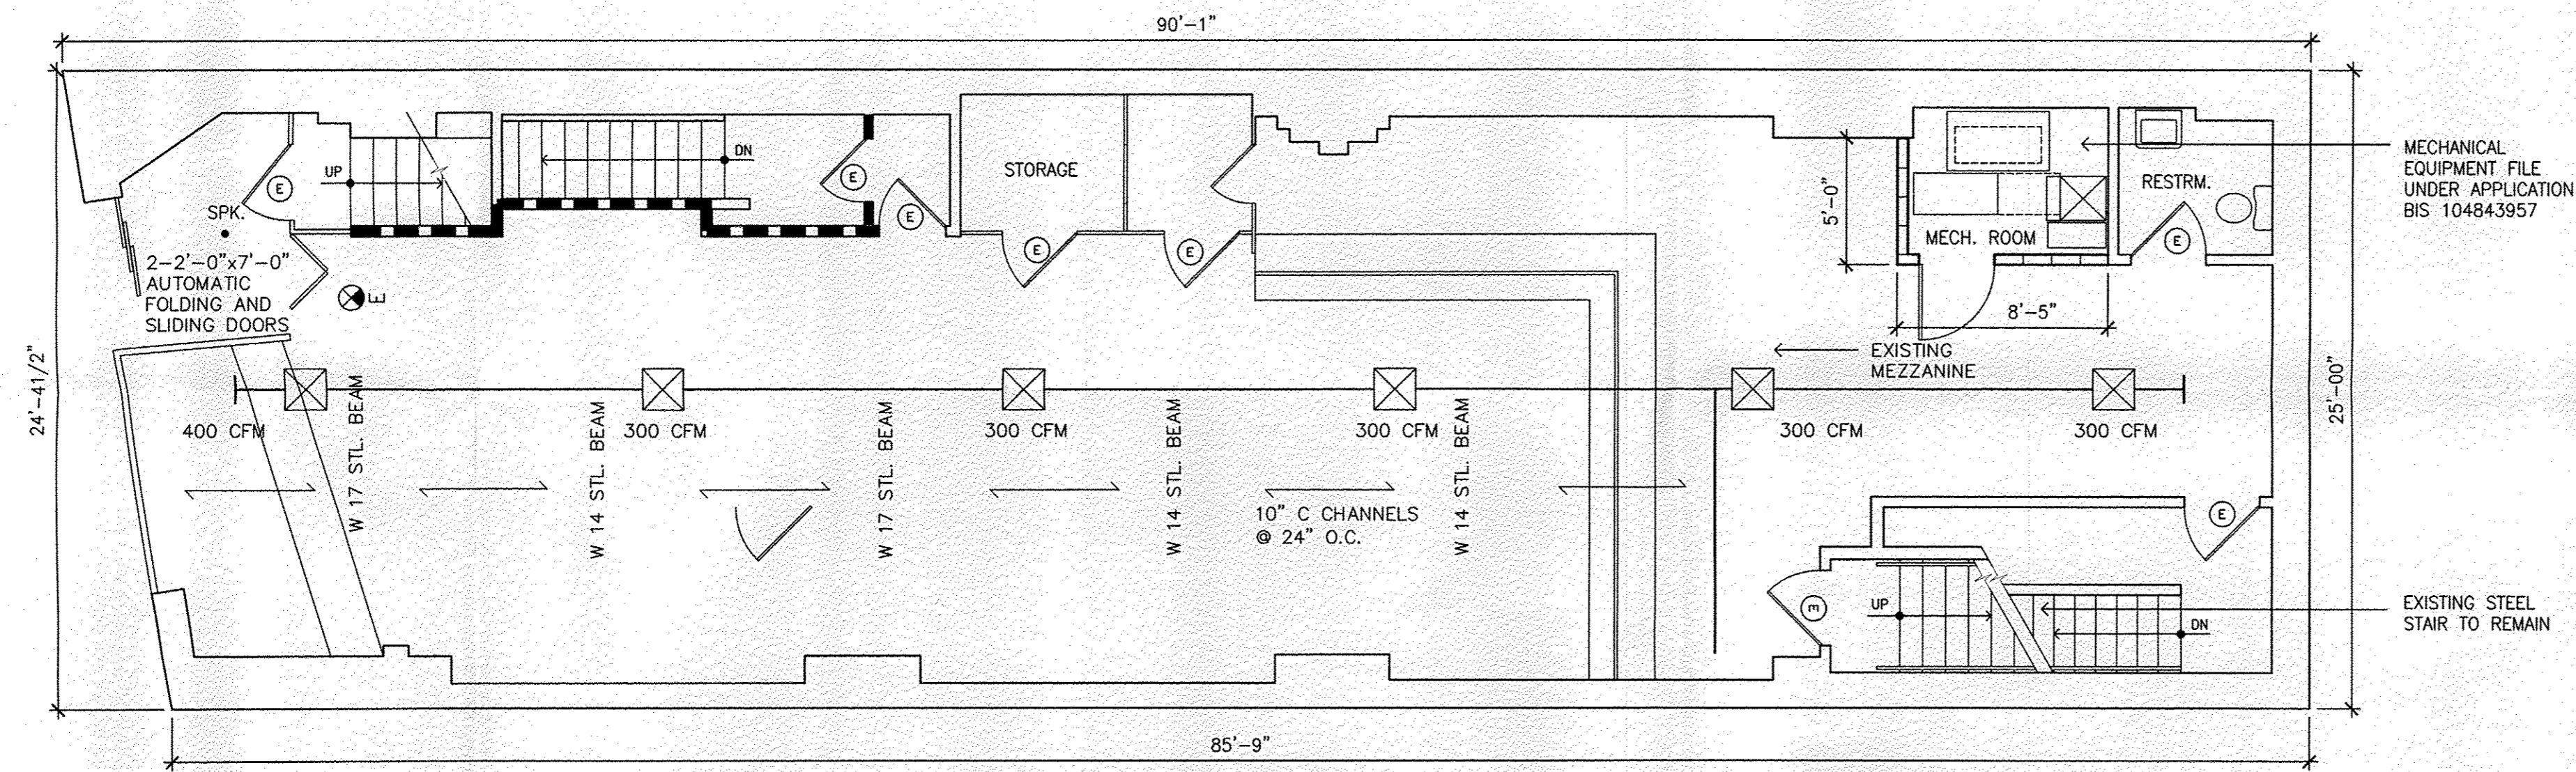 90'-1"
UP
E
SPK.
2-2'-0"x7'-0"
AUTOMATIC
FOLDING AND
SLIDING DOORS
E
DN
E
E
STORAGE
E
E
5'-0"
MECH. ROOM
RESTRM.
E
8'-5"
MECHANICAL
EQUIPMENT FILE
UNDER APPLICATION
BIS 104843957
EXISTING
MEZZANINE
24'-41/2"
25'-00"
400 CFM
300 CFM
300 CFM
300 CFM
300 CFM
300 CFM
W 17 STL. BEAM
W 14 STL. BEAM
W 17 STL. BEAM
W 14 STL. BEAM
W 14 STL. BEAM
10" C CHANNELS
@ 24" O.C.
E
E
UP
DN
EXISTING STEEL
STAIR TO REMAIN
85'-9"